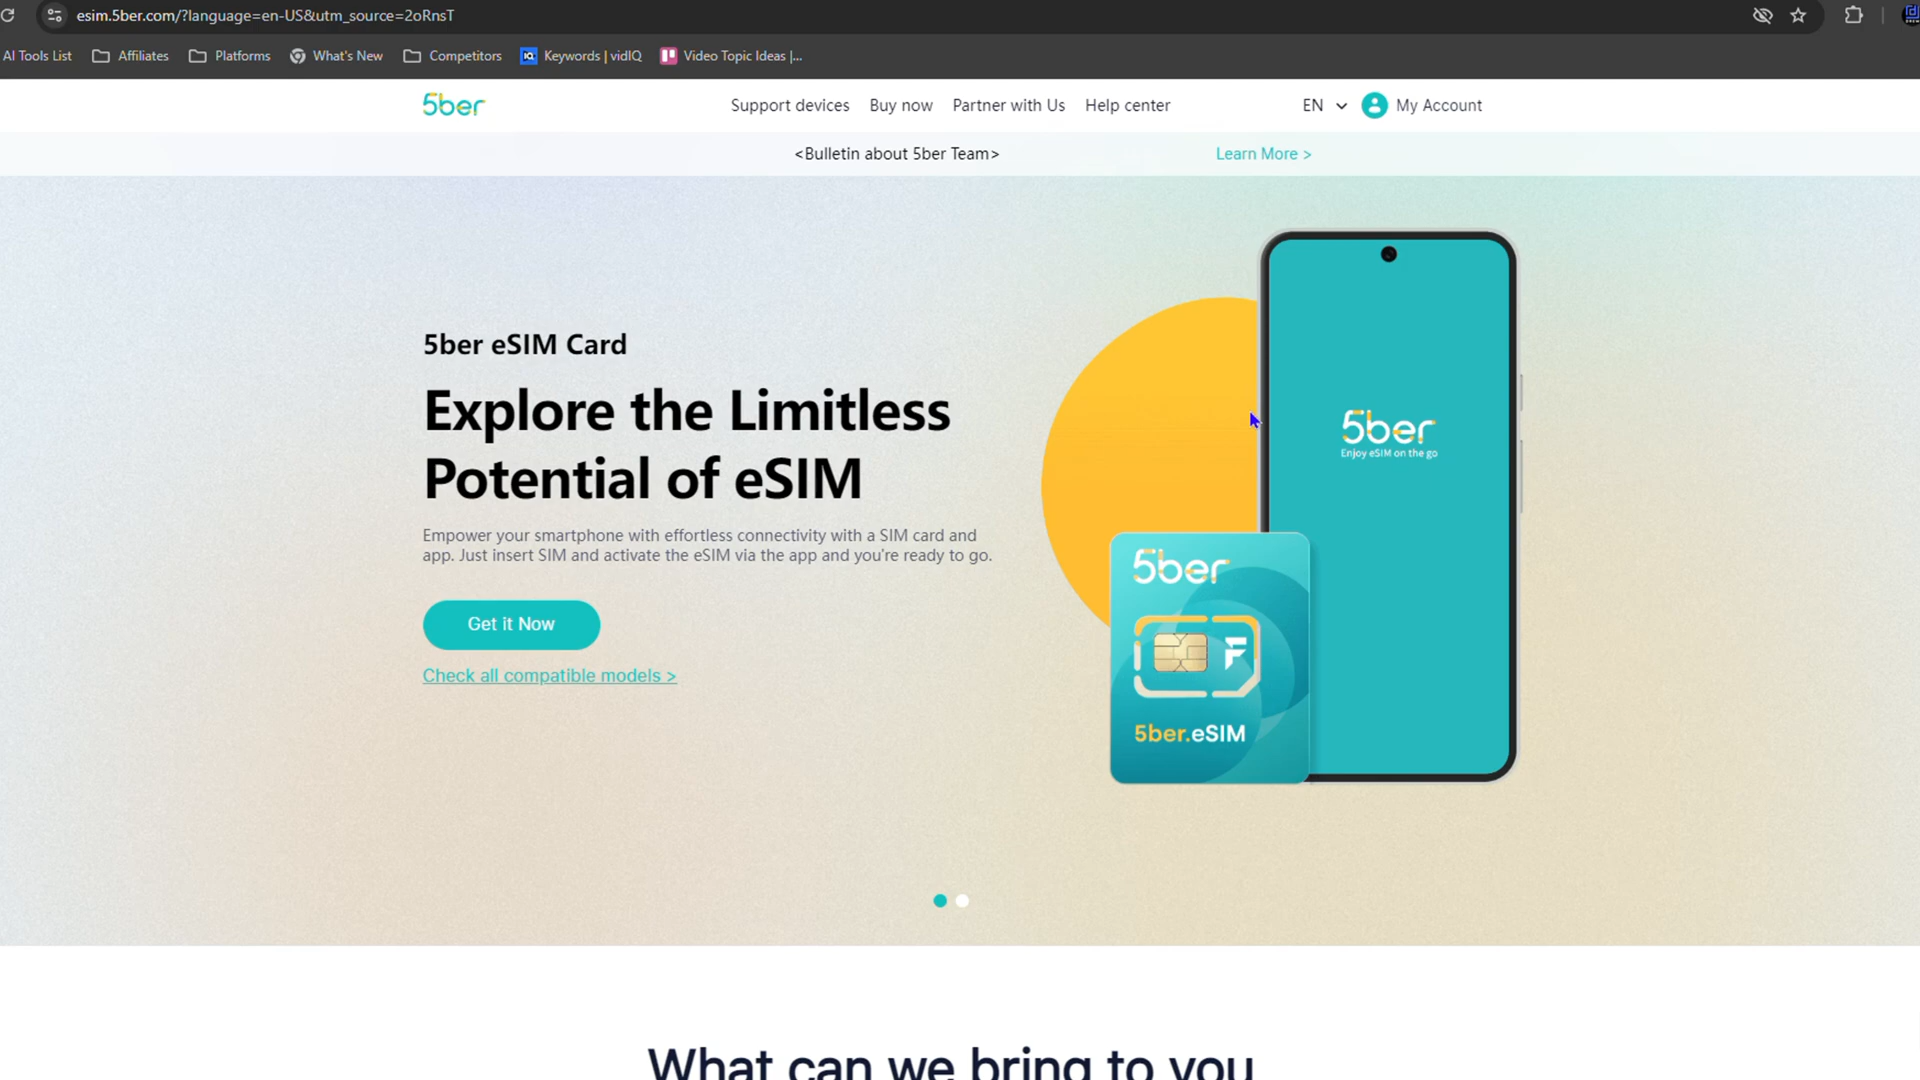 esim.5ber.com/?language=en-US&utm_source=2oRnsT
AI Tools List
Affiliates
Platforms
What's New
Competitors
Keywords | vidIQ
Video Topic Ideas |...
5ber
Support devices
Buy now
Partner with Us
Help center
EN
My Account
<Bulletin about 5ber Team>
Learn More >
5ber eSIM Card
Explore the Limitless
Potential of eSIM
Empower your smartphone with effortless connectivity with a SIM card and
app. Just insert SIM and activate the eSIM via the app and you're ready to go.
Get it Now
Check all compatible models >
5ber
Enjoy eSIM on the go
5ber
5ber.eSIM
What can we bring to you